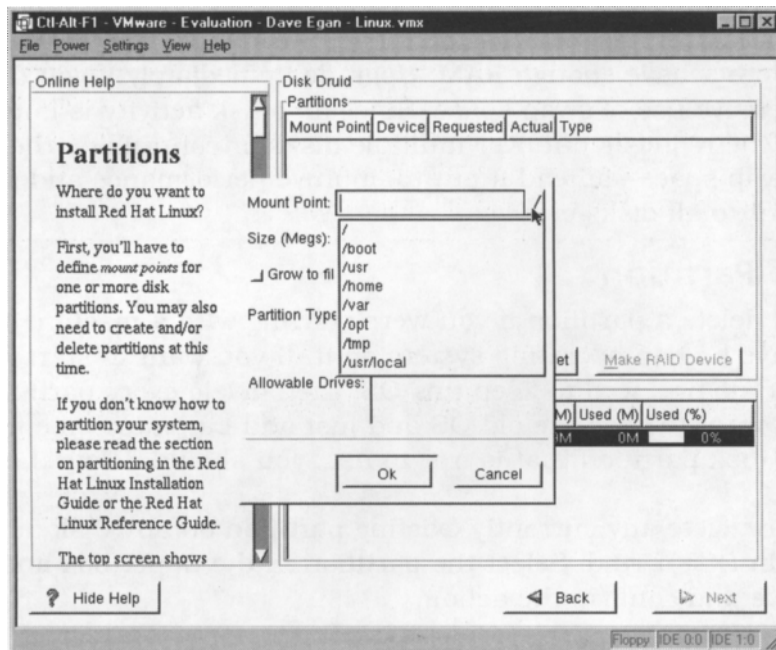 Ctl-Alt-F1 - VMware - Evaluation - Dave Egan - Linux.vmx
File Power Settings View Help
Online Help
Partitions
Where do you want to
install Red Hat Linux?
First, you'll have to
define mount points for
one or more disk
partitions. You may also
need to create and/or
delete partitions at this
time.
If you don't know how to
partition your system,
please read the section
on partitioning in the Red
Hat Linux Installation
Guide or the Red Hat
Linux Reference Guide.
The top screen shows
Disk Druid
Partitions
Mount Point Device Requested Actual Type
Mount Point:
/
/boot
/usr
/home
/var
/opt
/tmp
/usr/local
Size (Megs):
Grow to fil
Partition Type
Allowable Drives:
et
Make RAID Device
M) Used (M) Used (%)
0M 0M 0%
Ok Cancel
Hide Help
Back Next
Floppy IDE 0:0 IDE 1:0